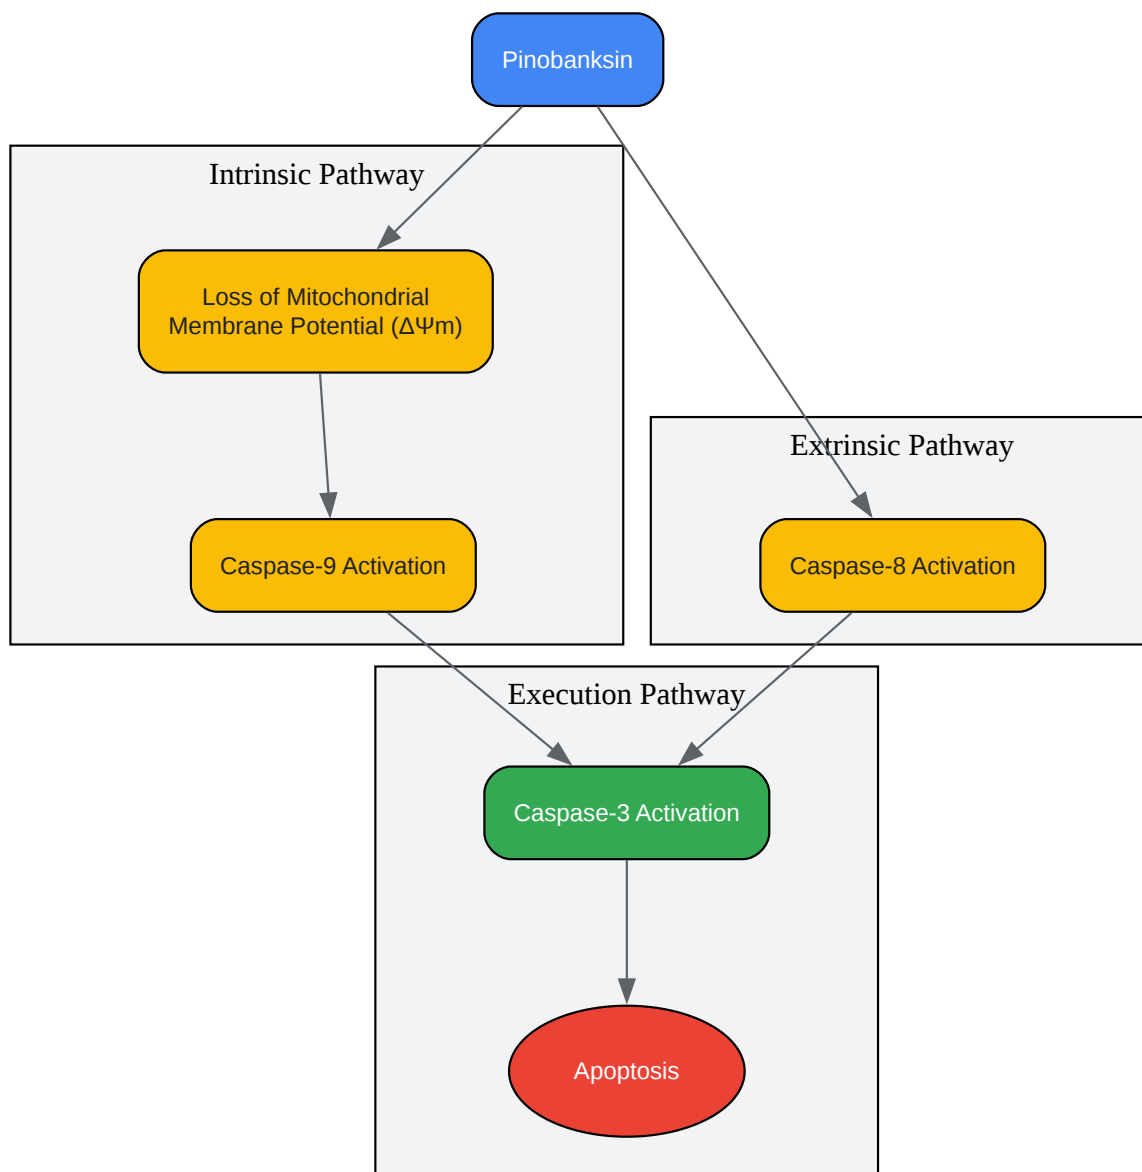 Pinobanksin
Intrinsic Pathway
Loss of Mitochondrial
Membrane Potential (ΔΨm)
Extrinsic Pathway
Caspase-9 Activation
Caspase-8 Activation
Execution Pathway
Caspase-3 Activation
Apoptosis